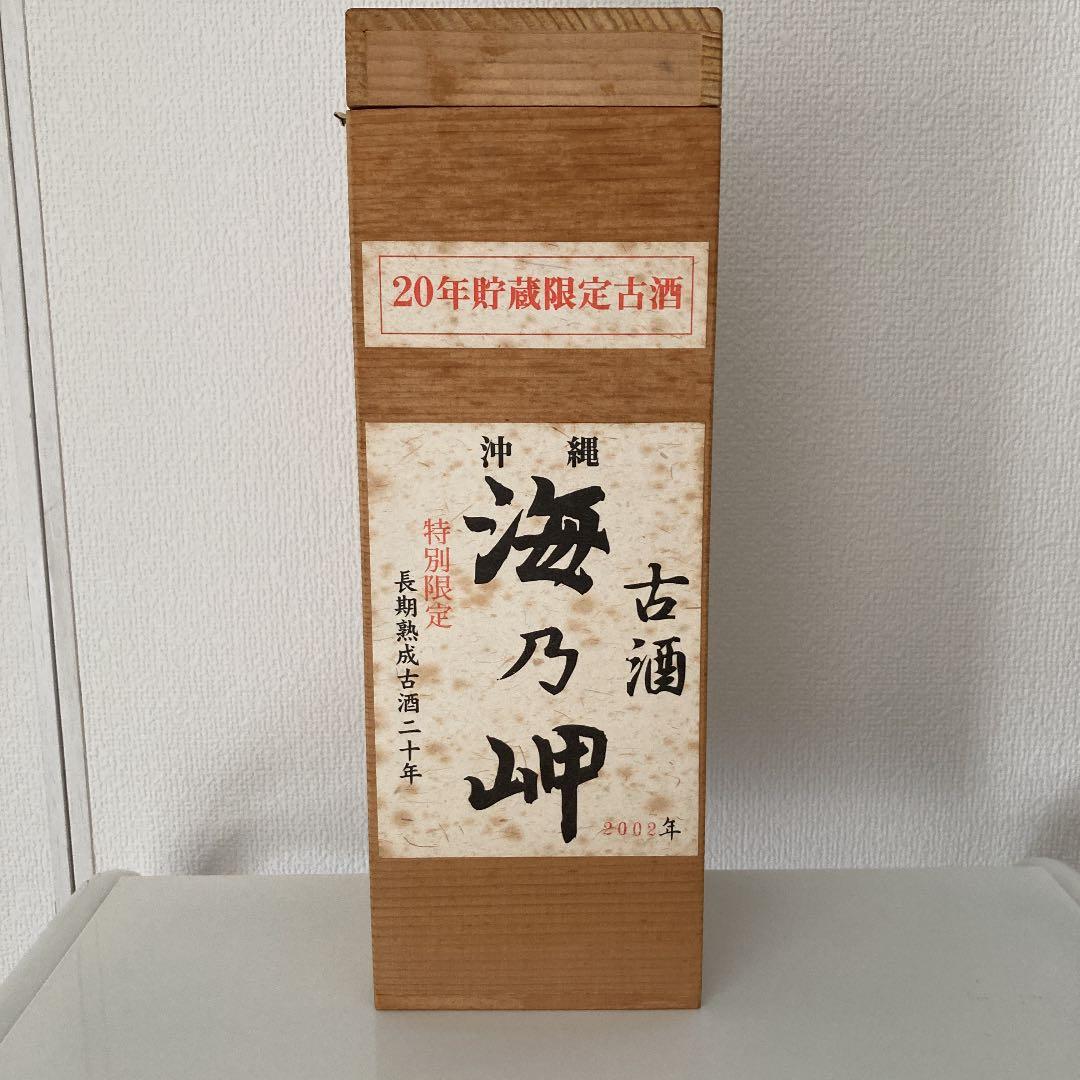 20年貯蔵限定古酒
沖縄
古酒
海乃岬
特別限定
長期熟成古酒二十年
2002年